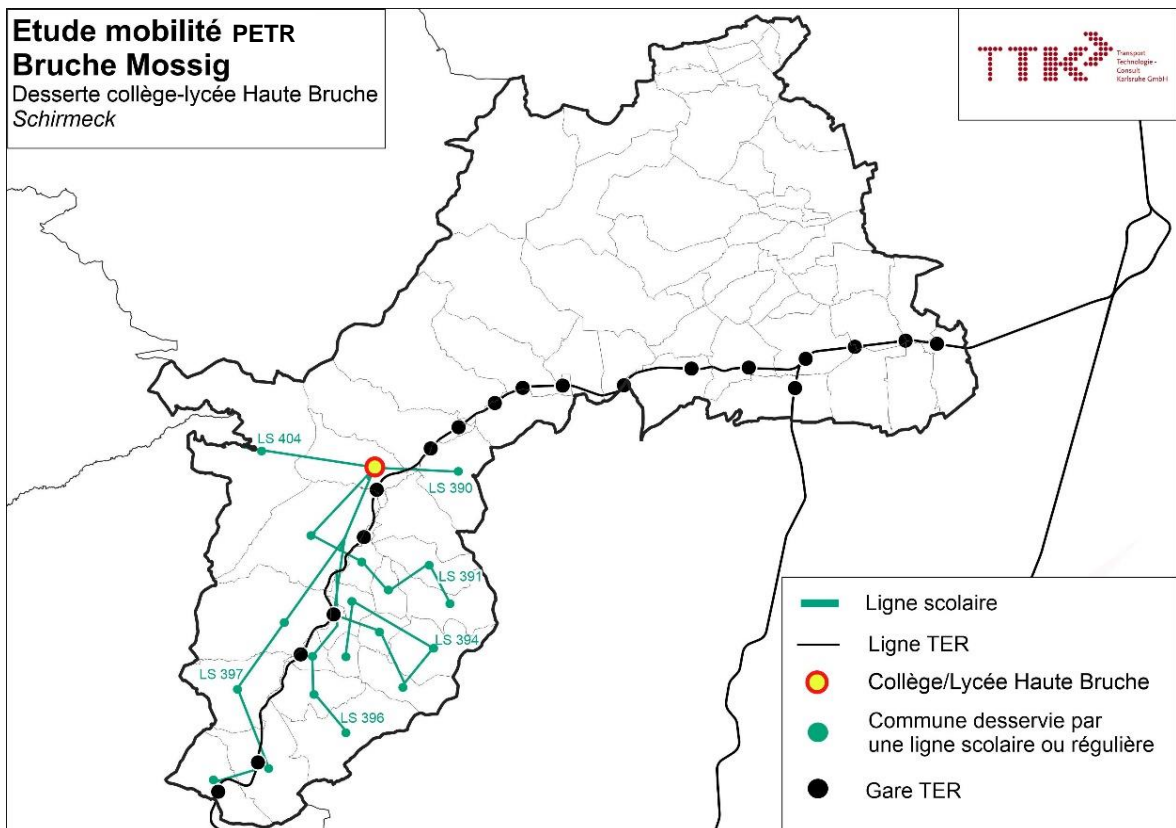 Etude mobilité PETR
Bruche Mossig
Desserte collège-lycée Haute Bruche
Schirmeck
TTK
Transport
Technologie -
Consult
Karlsruhe GmbH
LS 404
LS 390
LS 391
LS 394
LS 397
LS 396
Ligne scolaire
Ligne TER
Collège/Lycée Haute Bruche
Commune desservie par
une ligne scolaire ou régulière
Gare TER